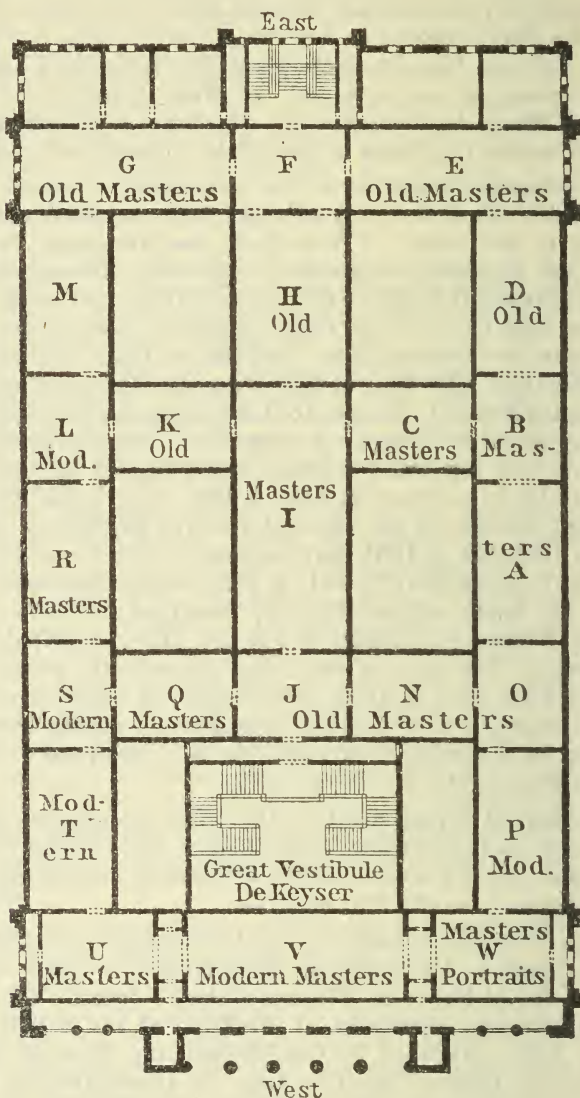 East
G F E
Old Masters Old Masters
M H D
Old Old
L K C B
Mod. Old Masters Mas-
Masters
I
R ters
Masters A
S Q J N O
Modern Masters Old Masters
Mod-
T
ern
P
Mod.
Great Vestibule
De Keyser
U V Masters
W
Masters Modern Masters Portraits
West